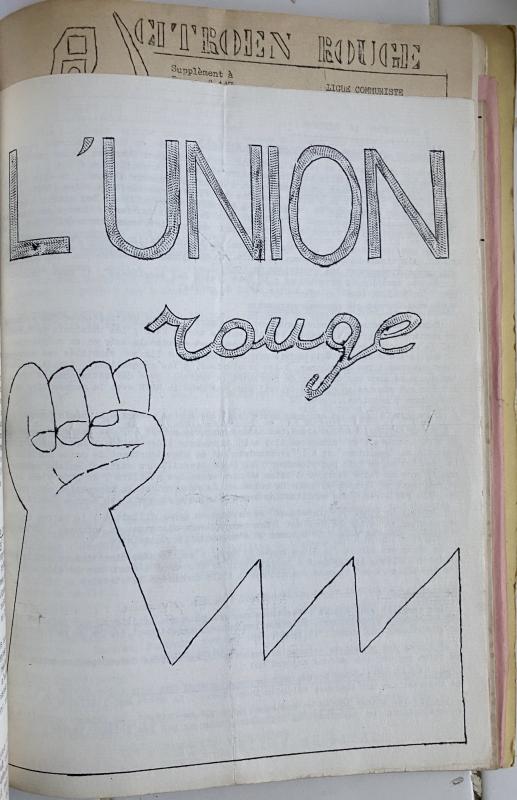 CITROEN ROUGE
Supplément à
LIGUE COMMUNISTE
L'UNION
rouge